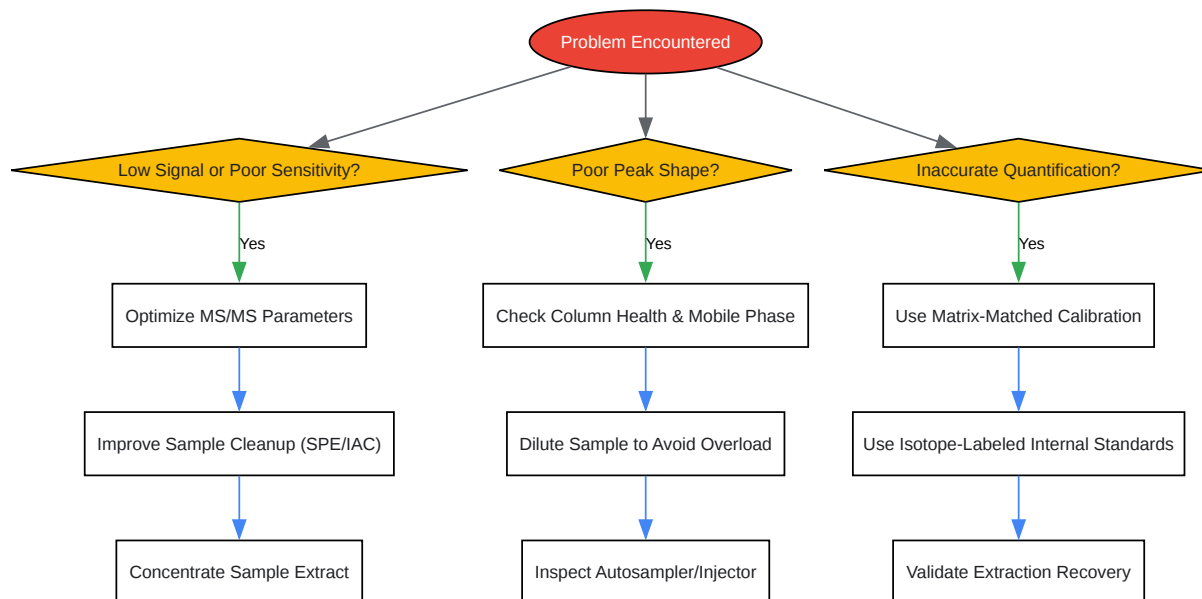 Problem Encountered
Low Signal or Poor Sensitivity?
Poor Peak Shape?
Inaccurate Quantification?
Yes
Yes
Yes
Optimize MS/MS Parameters
Check Column Health & Mobile Phase
Use Matrix-Matched Calibration
Improve Sample Cleanup (SPE/IAC)
Dilute Sample to Avoid Overload
Use Isotope-Labeled Internal Standards
Concentrate Sample Extract
Inspect Autosampler/Injector
Validate Extraction Recovery